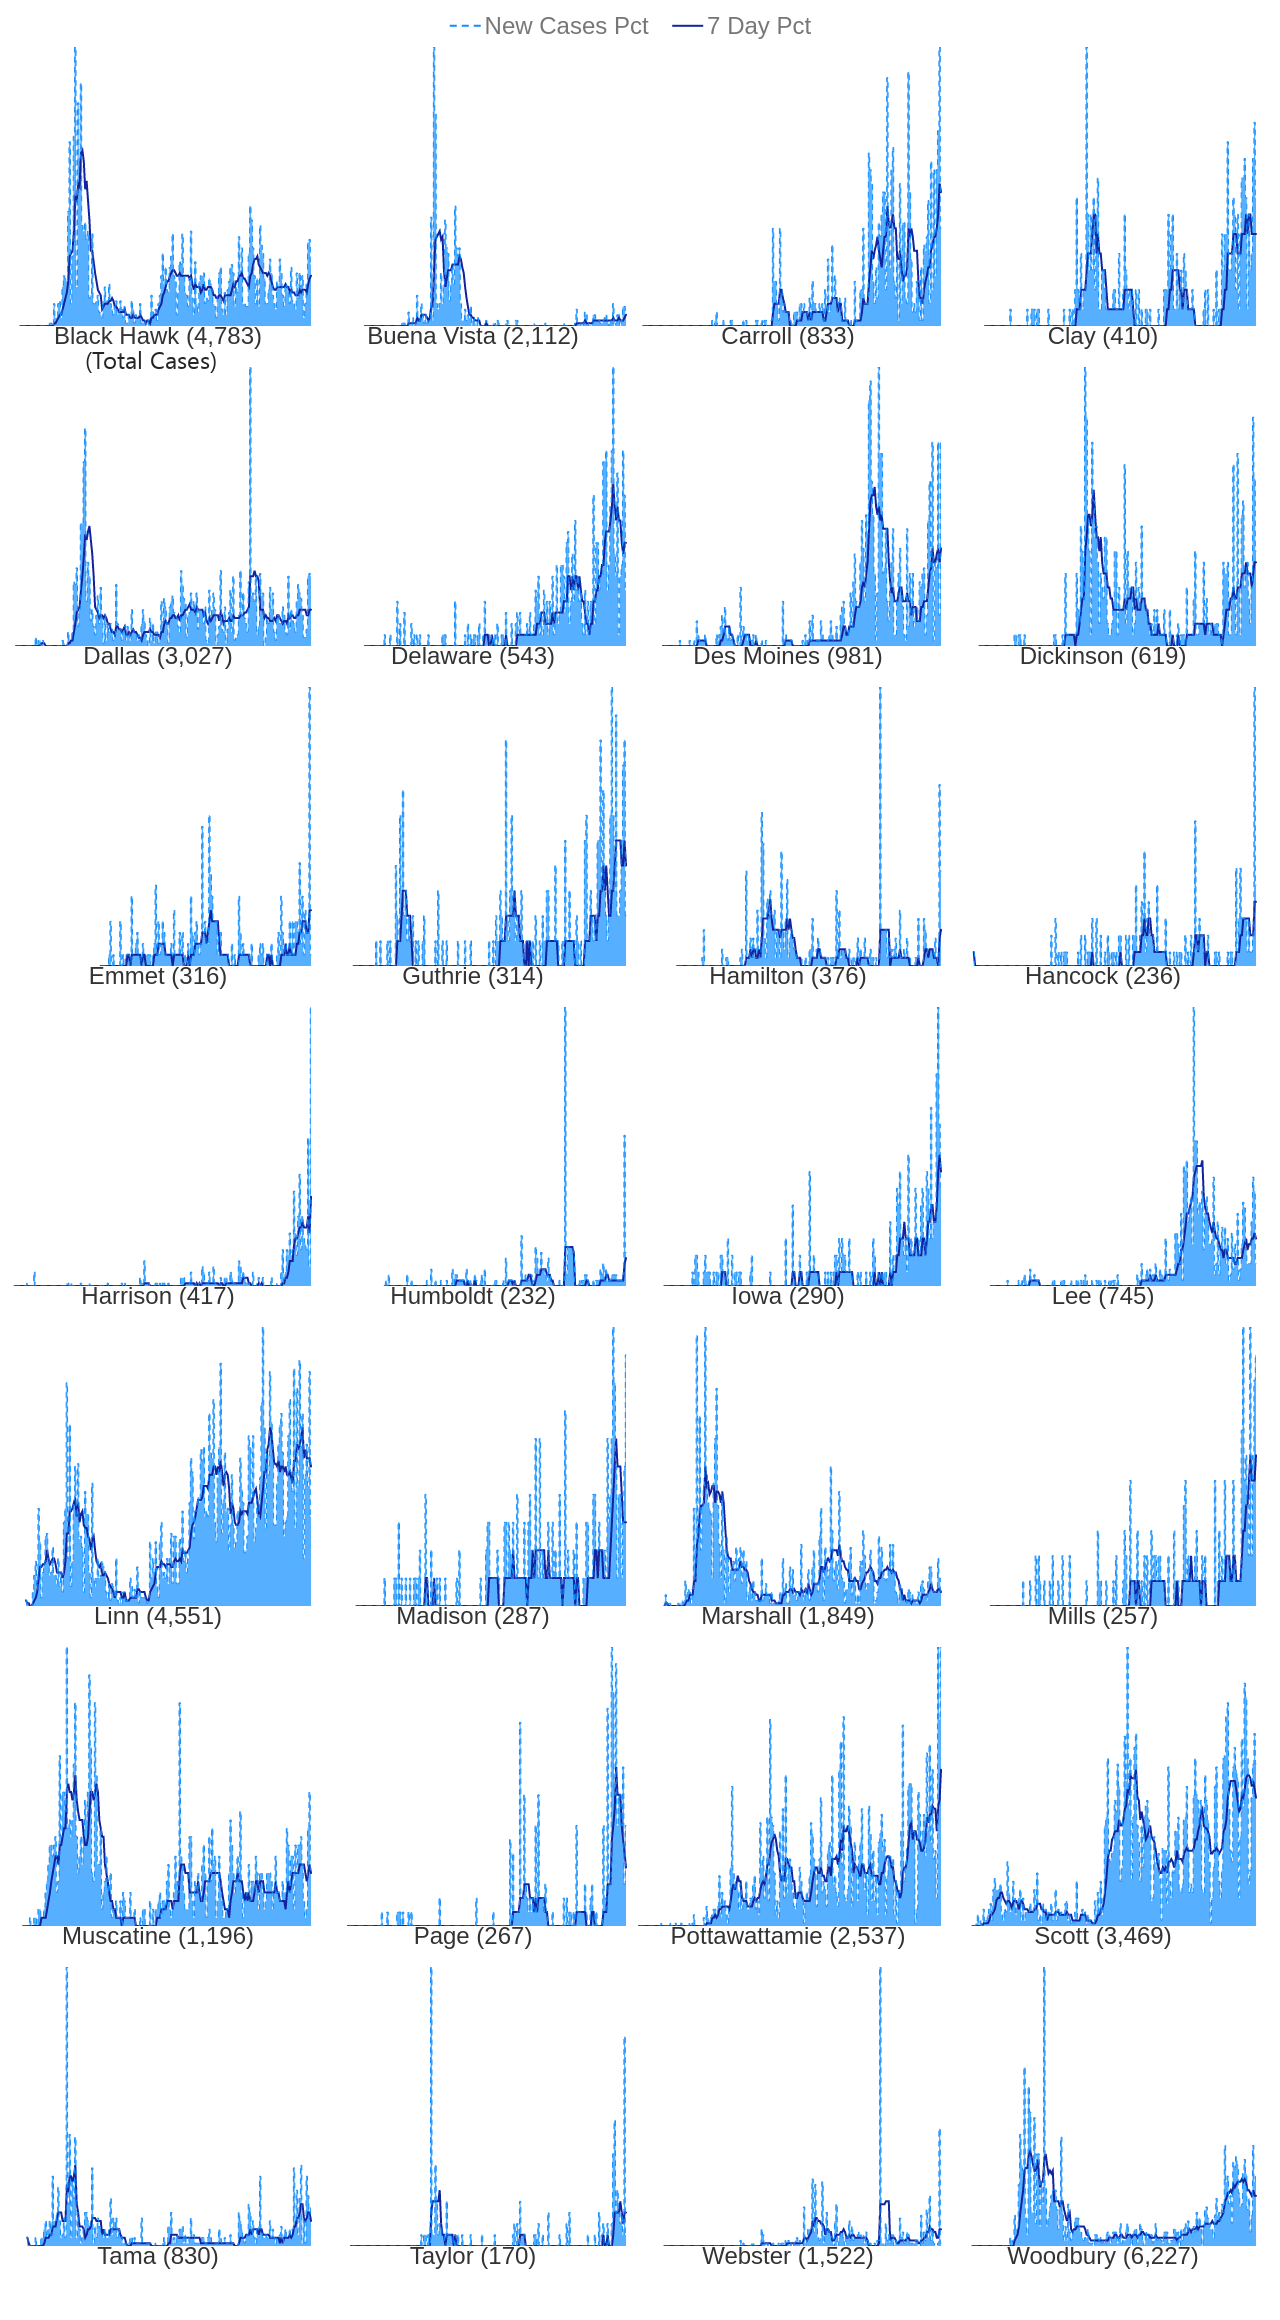 New Cases Pct 7 Day Pct
Black Hawk (4,783) Buena Vista (2,112) Carroll (833) Clay (410)
(Total Cases)
Dallas (3,027) Delaware (543) Des Moines (981) Dickinson (619)
Emmet (316) Guthrie (314) Hamilton (376) Hancock (236)
Harrison (417) Humboldt (232) Iowa (290) Lee (745)
Linn (4,551) Madison (287) Marshall (1,849) Mills (257)
Muscatine (1,196) Page (267) Pottawattamie (2,537) Scott (3,469)
Tama (830) Taylor (170) Webster (1,522) Woodbury (6,227)